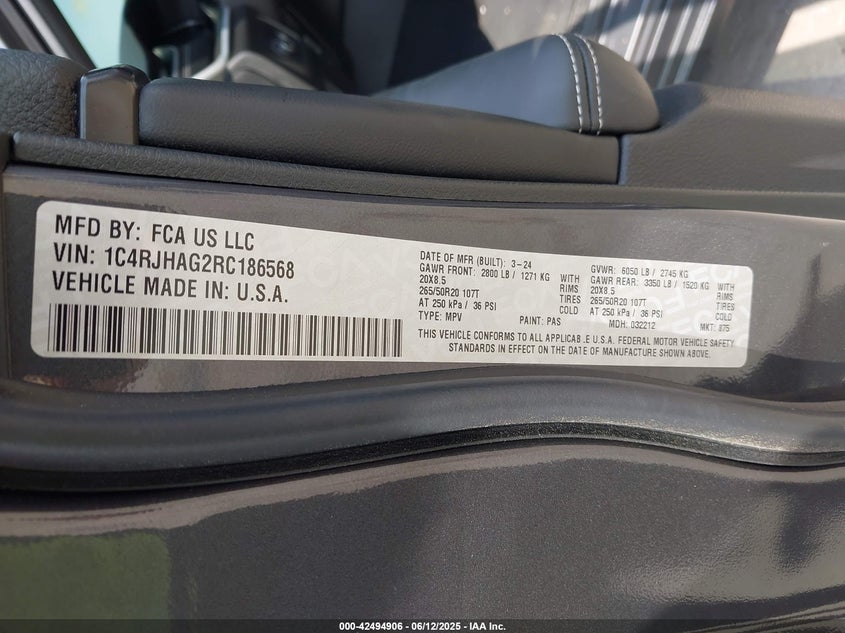 MFD BY: FCA US LLC
VIN: 1C4RJHAG2RC186568
VEHICLE MADE IN: U.S.A.
DATE OF MFR (BUILT): 3-24 GVWR: 6050 LB / 2745 KG
GAWR FRONT: 2800 LB / 1271 KG WITH GAWR REAR: 3350 LB / 1520 KG WITH
20X8.5 RIMS 20X8.5 RIMS
265/50R20 107T TIRES 265/50R20 107T TIRES
AT 250 kPa / 36 PSI COLD AT 250 kPa / 36 PSI COLD
TYPE: MPV PAINT: PAS MDH: 032212 MKT: 875
THIS VEHICLE CONFORMS TO ALL APPLICAB.E U.S.A. FEDERAL MOTOR VEHICLE SAFETY
STANDARDS IN EFFECT ON THE DATE OF MANUFACTURE SHOWN ABOVE.
000-42494906 - 06/12/2025 - IAA Inc.